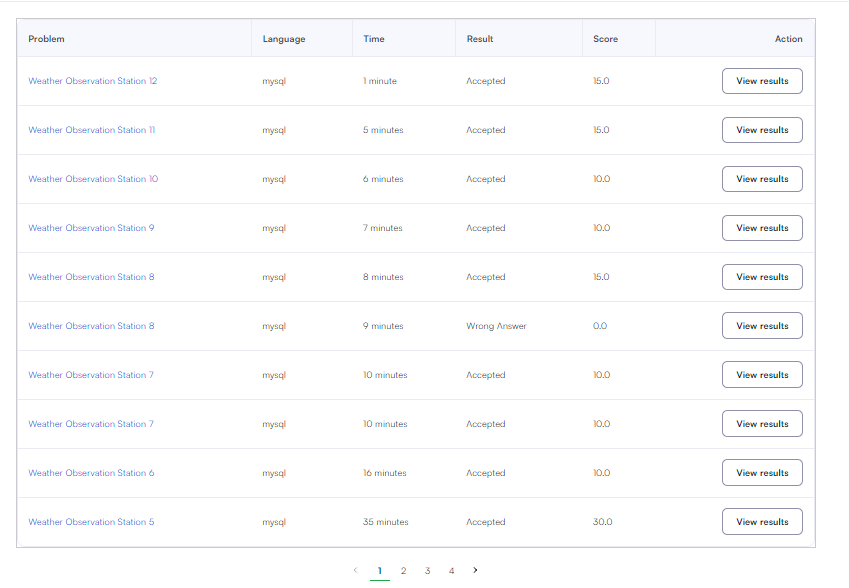 Problem Language Time Result Score Action
Weather Observation Station 12 mysql 1 minute Accepted 15.0 View results
Weather Observation Station 11 mysql 5 minutes Accepted 15.0 View results
Weather Observation Station 10 mysql 6 minutes Accepted 10.0 View results
Weather Observation Station 9 mysql 7 minutes Accepted 10.0 View results
Weather Observation Station 8 mysql 8 minutes Accepted 15.0 View results
Weather Observation Station 8 mysql 9 minutes Wrong Answer 0.0 View results
Weather Observation Station 7 mysql 10 minutes Accepted 10.0 View results
Weather Observation Station 7 mysql 10 minutes Accepted 10.0 View results
Weather Observation Station 6 mysql 16 minutes Accepted 10.0 View results
Weather Observation Station 5 mysql 35 minutes Accepted 30.0 View results
1 2 3 4